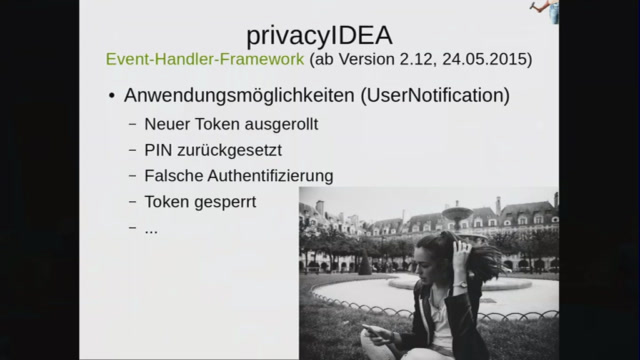 privacyIDEA
Event-Handler-Framework (ab Version 2.12, 24.05.2015)
• Anwendungsmöglichkeiten (UserNotification)
– Neuer Token ausgerollt
– PIN zurückgesetzt
– Falsche Authentifizierung
– Token gesperrt
– ...